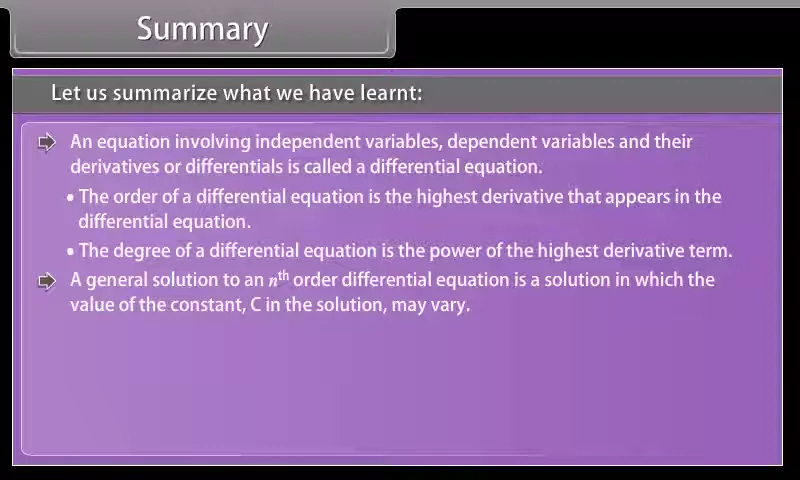 Summary
Let us summarize what we have learnt:
An equation involving independent variables, dependent variables and their
derivatives or differentials is called a differential equation.
• The order of a differential equation is the highest derivative that appears in the
differential equation.
• The degree of a differential equation is the power of the highest derivative term.
A general solution to an nth order differential equation is a solution in which the
value of the constant, C in the solution, may vary.